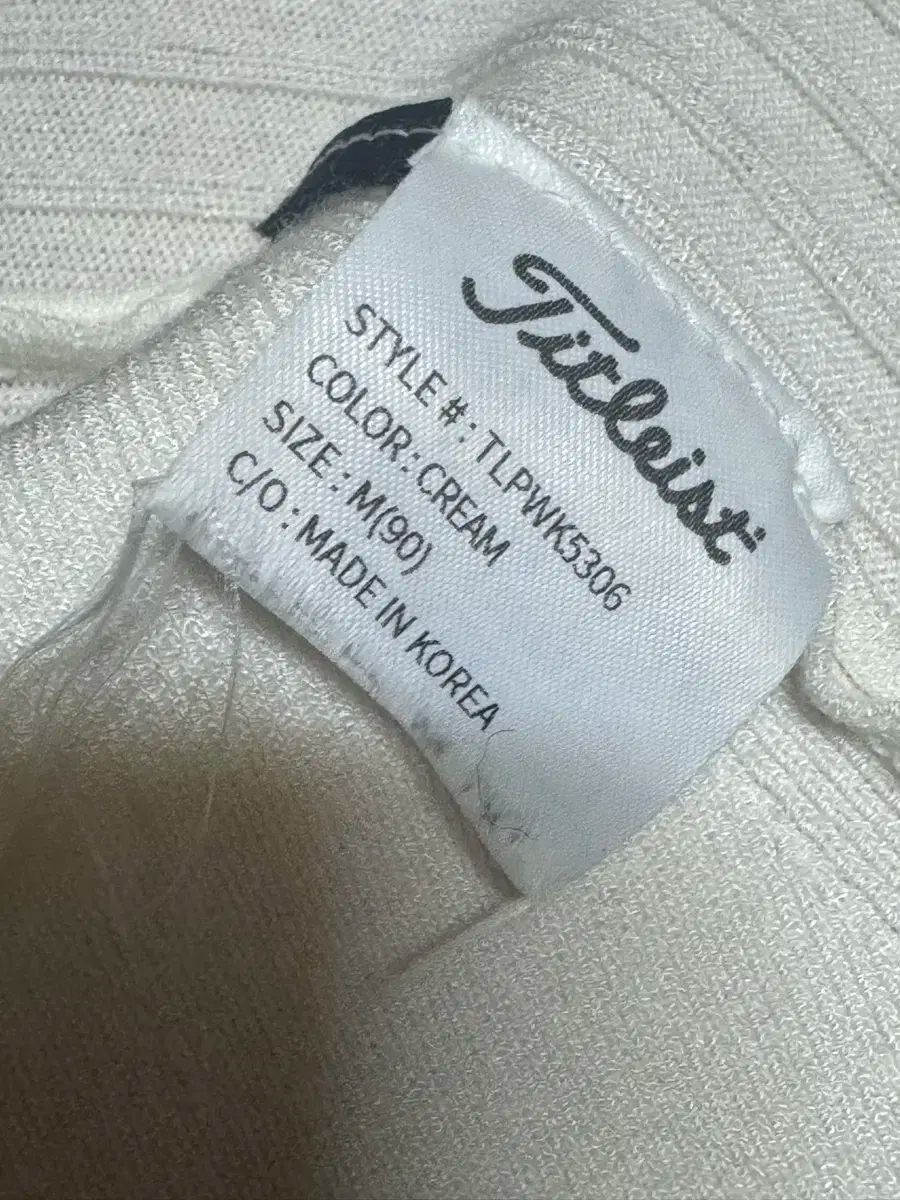 Titleist
STYLE # : TLPWK5306
COLOR : CREAM
SIZE : M(90)
C/O : MADE IN KOREA